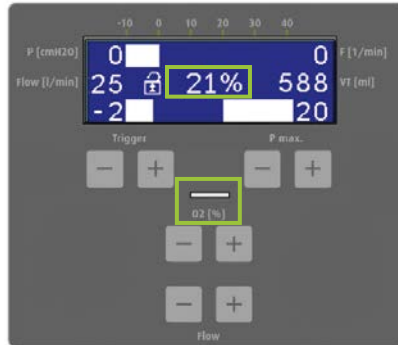 -10 0 10 20 30 40
P [cmH2O] 0 0 F [1/min]
Flow [l/min] 25 21% 588 VT [ml]
-2 20
Trigger P max.
− + − +
O2 [%]
− +
− +
Flow